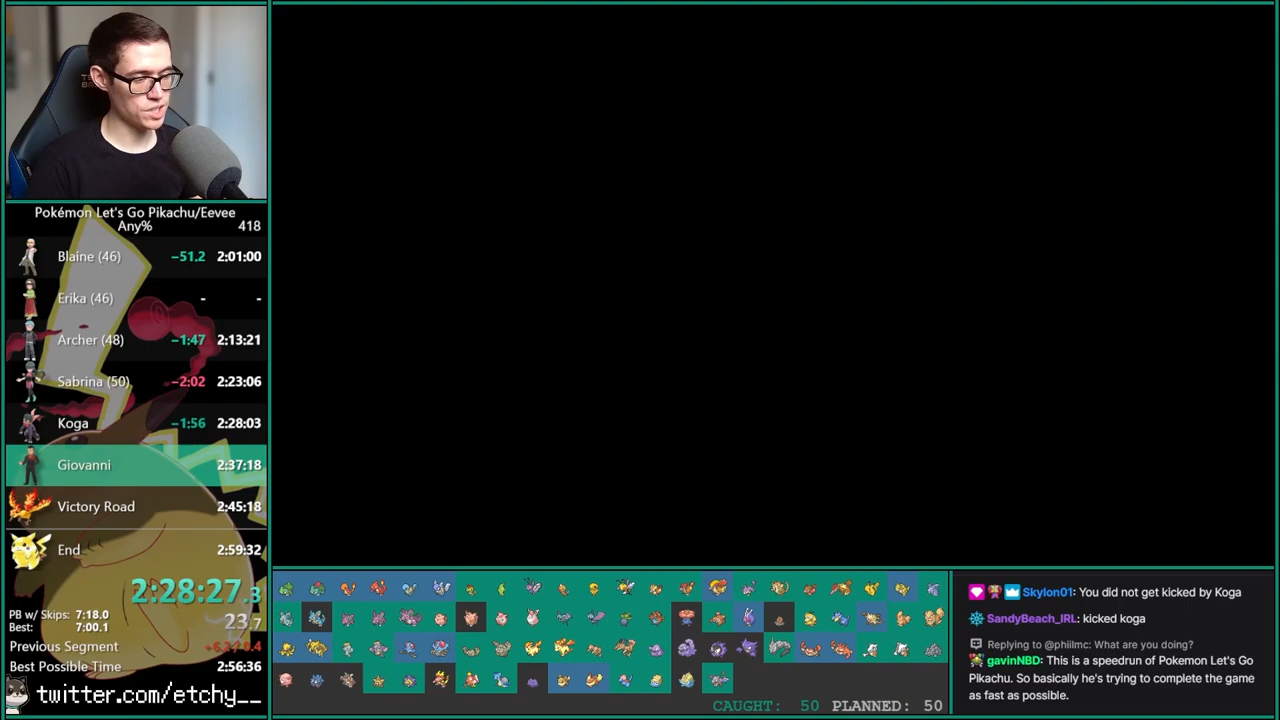 Pokémon Let's Go Pikachu/Eevee
Any% 418
Blaine (46) −51.2 2:01:00
Erika (46) - -
Archer (48) −1:47 2:13:21
Sabrina (50) −2:02 2:23:06
Koga −1:56 2:28:03
Giovanni 2:37:18
Victory Road 2:45:18
End 2:59:32
2:28:27.3
PB w/ Skips: 7:18.0
Best: 7:00.1
23.7
Previous Segment
Best Possible Time 2:56:36
twitter.com/etchy__
CAUGHT: 50 PLANNED: 50
Skylon01: You did not get kicked by Koga
SandyBeach_IRL: kicked koga
Replying to @phiilmc: What are you doing?
gavinNBD: This is a speedrun of Pokemon Let's Go
Pikachu. So basically he's trying to complete the game
as fast as possible.